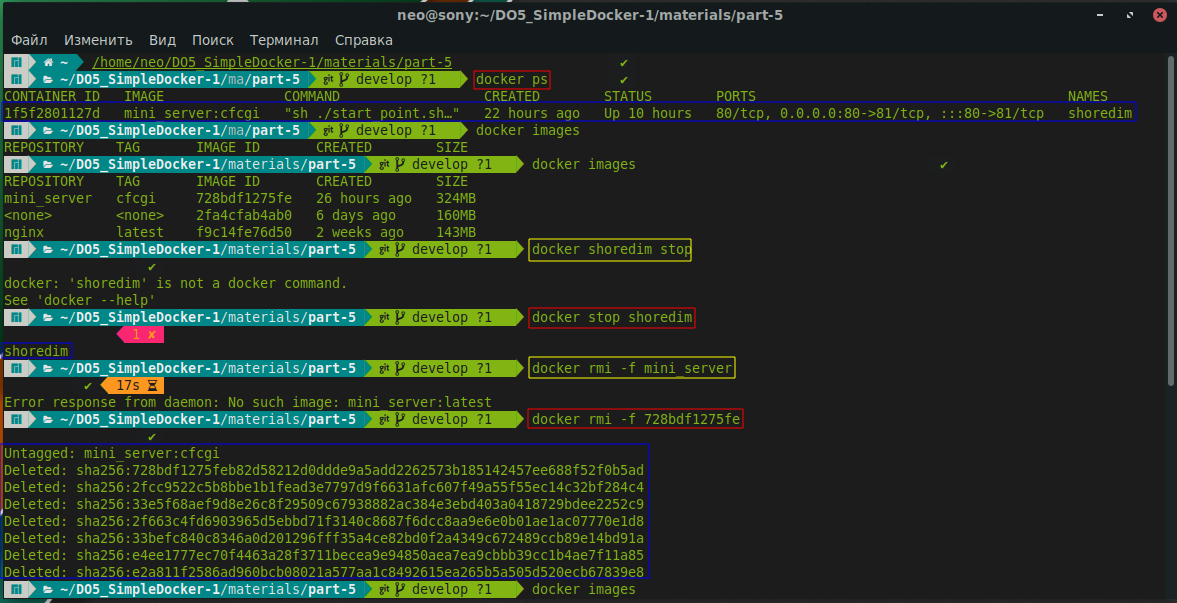 neo@sony:~/DO5_SimpleDocker-1/materials/part-5
Файл Изменить Вид Поиск Терминал Справка
~ /home/neo/DO5_SimpleDocker-1/materials/part-5 ✔
~/DO5_SimpleDocker-1/ma/part-5 git develop ?1 docker ps ✔
CONTAINER ID IMAGE COMMAND CREATED STATUS PORTS NAMES
1f5f2801127d mini_server:cfcgi "sh ./start_point.sh…" 22 hours ago Up 10 hours 80/tcp, 0.0.0.0:80->81/tcp, :::80->81/tcp shoredim
~/DO5_SimpleDocker-1/ma/part-5 git develop ?1 docker images
REPOSITORY TAG IMAGE ID CREATED SIZE
~/DO5_SimpleDocker-1/materials/part-5 git develop ?1 docker images ✔
REPOSITORY TAG IMAGE ID CREATED SIZE
mini_server cfcgi 728bdf1275fe 26 hours ago 324MB
<none> <none> 2fa4cfab4ab0 6 days ago 160MB
nginx latest f9c14fe76d50 2 weeks ago 143MB
~/DO5_SimpleDocker-1/materials/part-5 git develop ?1 docker shoredim stop
✔
docker: 'shoredim' is not a docker command.
See 'docker --help'
~/DO5_SimpleDocker-1/materials/part-5 git develop ?1 docker stop shoredim
1 ✘
shoredim
~/DO5_SimpleDocker-1/materials/part-5 git develop ?1 docker rmi -f mini_server
✔ 17s
Error response from daemon: No such image: mini_server:latest
~/DO5_SimpleDocker-1/materials/part-5 git develop ?1 docker rmi -f 728bdf1275fe
✔
Untagged: mini_server:cfcgi
Deleted: sha256:728bdf1275feb82d58212d0ddde9a5add2262573b185142457ee688f52f0b5ad
Deleted: sha256:2fcc9522c5b8bbe1b1fead3e7797d9f6631afc607f49a55f55ec14c32bf284c4
Deleted: sha256:33e5f68aef9d8e26c8f29509c67938882ac384e3ebd403a0418729bdee2252c9
Deleted: sha256:2f663c4fd6903965d5ebbd71f3140c8687f6dcc8aa9e6e0b01ae1ac07770e1d8
Deleted: sha256:33befc840c8346a0d201296fff35a4ce82bd0f2a4349c672489ccb89e14bd91a
Deleted: sha256:e4ee1777ec70f4463a28f3711becea9e94850aea7ea9cbbb39cc1b4ae7f11a85
Deleted: sha256:e2a811f2586ad960bcb08021a577aa1c8492615ea265b5a505d520ecb67839e8
~/DO5_SimpleDocker-1/materials/part-5 git develop ?1 docker images